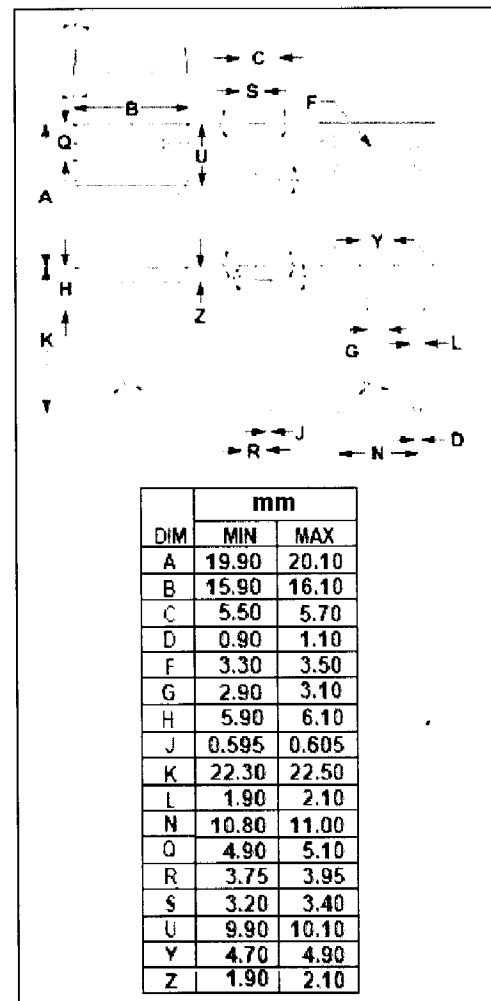 C
S
B
F
Q
U
A
Y
H
Z
K
G
L
J
R
N
D
mm
DIM MIN MAX
A 19.90 20.10
B 15.90 16.10
C 5.50 5.70
D 0.90 1.10
F 3.30 3.50
G 2.90 3.10
H 5.90 6.10
J 0.595 0.605
K 22.30 22.50
L 1.90 2.10
N 10.80 11.00
Q 4.90 5.10
R 3.75 3.95
S 3.20 3.40
U 9.90 10.10
Y 4.70 4.90
Z 1.90 2.10